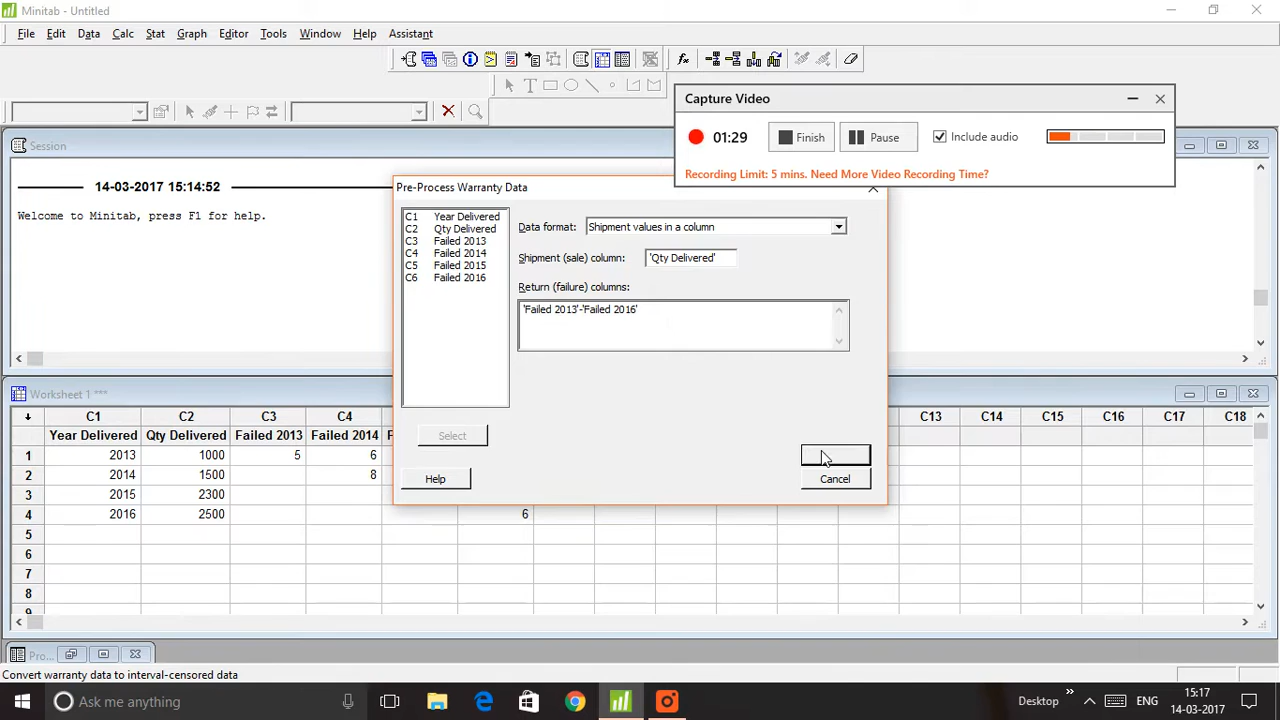 Minitab - Untitled
File Edit Data Calc Stat Graph Editor Tools Window Help Assistant
Capture Video
01:29 Finish Pause Include audio
Recording Limit: 5 mins. Need More Video Recording Time?
Session
14-03-2017 15:14:52
Welcome to Minitab, press F1 for help.
Pre-Process Warranty Data
C1 Year Delivered
C2 Qty Delivered
C3 Failed 2013
C4 Failed 2014
C5 Failed 2015
C6 Failed 2016
Data format: Shipment values in a column
Shipment (sale) column: 'Qty Delivered'
Return (failure) columns:
'Failed 2013'-'Failed 2016'
Select
Help
Cancel
Worksheet 1 ***
C1 C2 C3 C4 C13 C14 C15 C16 C17 C18
Year Delivered Qty Delivered Failed 2013 Failed 2014
1 2013 1000 5 6
2 2014 1500 8
3 2015 2300
4 2016 2500 6
5
6
7
8
9
Pro...
Convert warranty data to interval-censored data
Ask me anything
Desktop ENG 15:17
14-03-2017